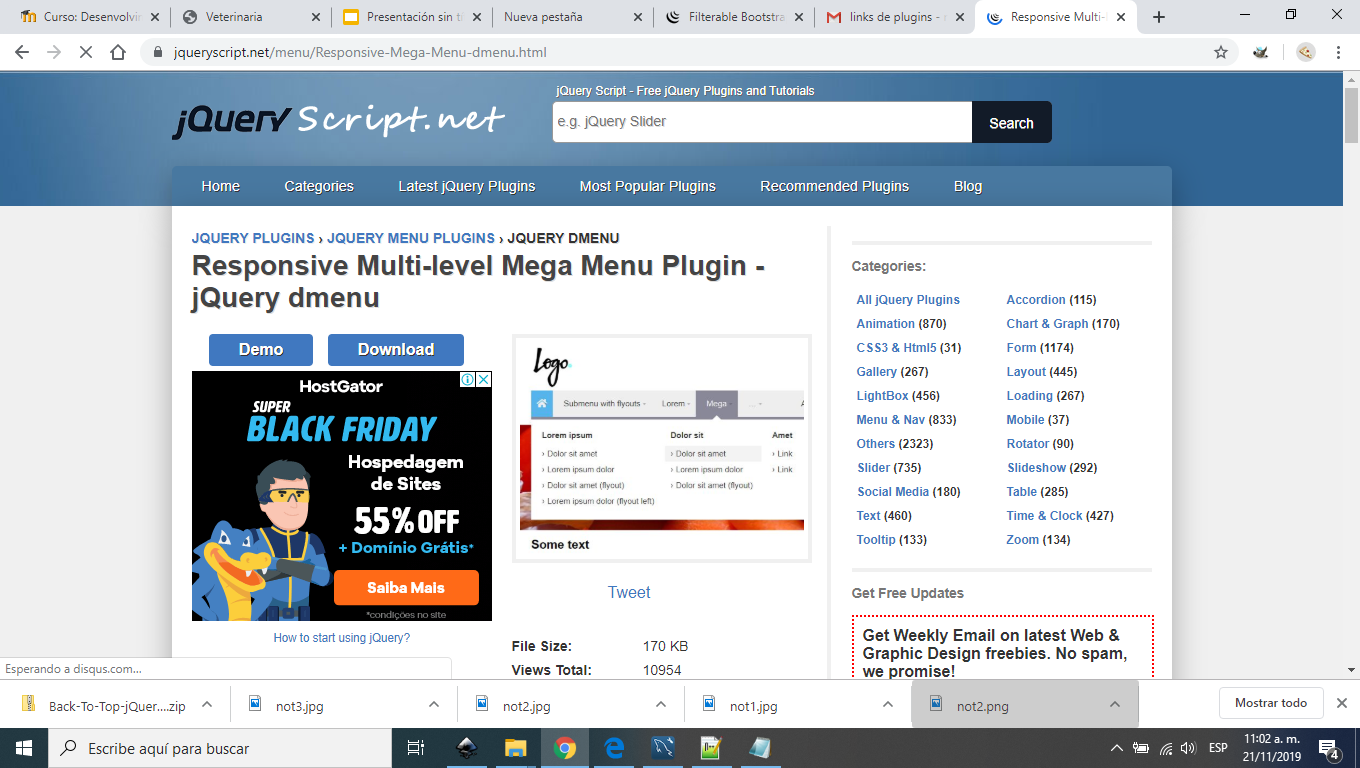 Curso: Desenvolvir
Veterinaria
Presentación sin t
Nueva pestaña
Filterable Bootstra
links de plugins -
Responsive Multi-
jqueryscript.net/menu/Responsive-Mega-Menu-dmenu.html
jQuery Script.net
jQuery Script - Free jQuery Plugins and Tutorials
e.g. jQuery Slider
Search
Home
Categories
Latest jQuery Plugins
Most Popular Plugins
Recommended Plugins
Blog
JQUERY PLUGINS › JQUERY MENU PLUGINS › JQUERY DMENU
Responsive Multi-level Mega Menu Plugin -
jQuery dmenu
Demo
Download
HostGator
SUPER
BLACK FRIDAY
Hospedagem
de Sites
55% OFF
+ Domínio Grátis*
Saiba Mais
*condições no site
How to start using jQuery?
Logo.
Submenu with flyouts
Lorem
Mega
...
A
Lorem ipsum
› Dolor sit amet
› Lorem ipsum dolor
› Dolor sit amet (flyout)
› Lorem ipsum dolor (flyout left)
Dolor sit
› Dolor sit amet
› Lorem ipsum dolor
› Dolor sit amet (flyout)
Amet
› Link
› Link
Some text
Tweet
File Size: 170 KB
Views Total: 10954
Categories:
All jQuery Plugins
Accordion (115)
Animation (870)
Chart & Graph (170)
CSS3 & Html5 (31)
Form (1174)
Gallery (267)
Layout (445)
LightBox (456)
Loading (267)
Menu & Nav (833)
Mobile (37)
Others (2323)
Rotator (90)
Slider (735)
Slideshow (292)
Social Media (180)
Table (285)
Text (460)
Time & Clock (427)
Tooltip (133)
Zoom (134)
Get Free Updates
Get Weekly Email on latest Web &
Graphic Design freebies. No spam,
we promise!
Esperando a disqus.com...
Back-To-Top-jQuer....zip
not3.jpg
not2.jpg
not1.jpg
not2.png
Mostrar todo
Escribe aquí para buscar
ESP
11:02 a. m.
21/11/2019
4